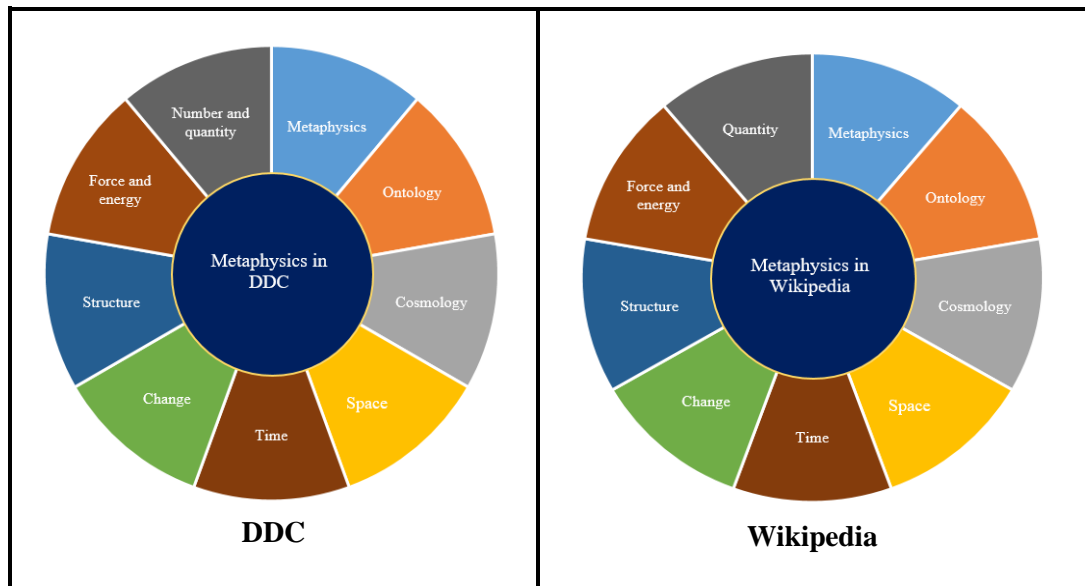 Number and
quantity
Metaphysics
Ontology
Cosmology
Space
Time
Change
Structure
Force and
energy
Metaphysics in
DDC
DDC
Quantity
Metaphysics
Ontology
Cosmology
Space
Time
Change
Structure
Force and
energy
Metaphysics in
Wikipedia
Wikipedia